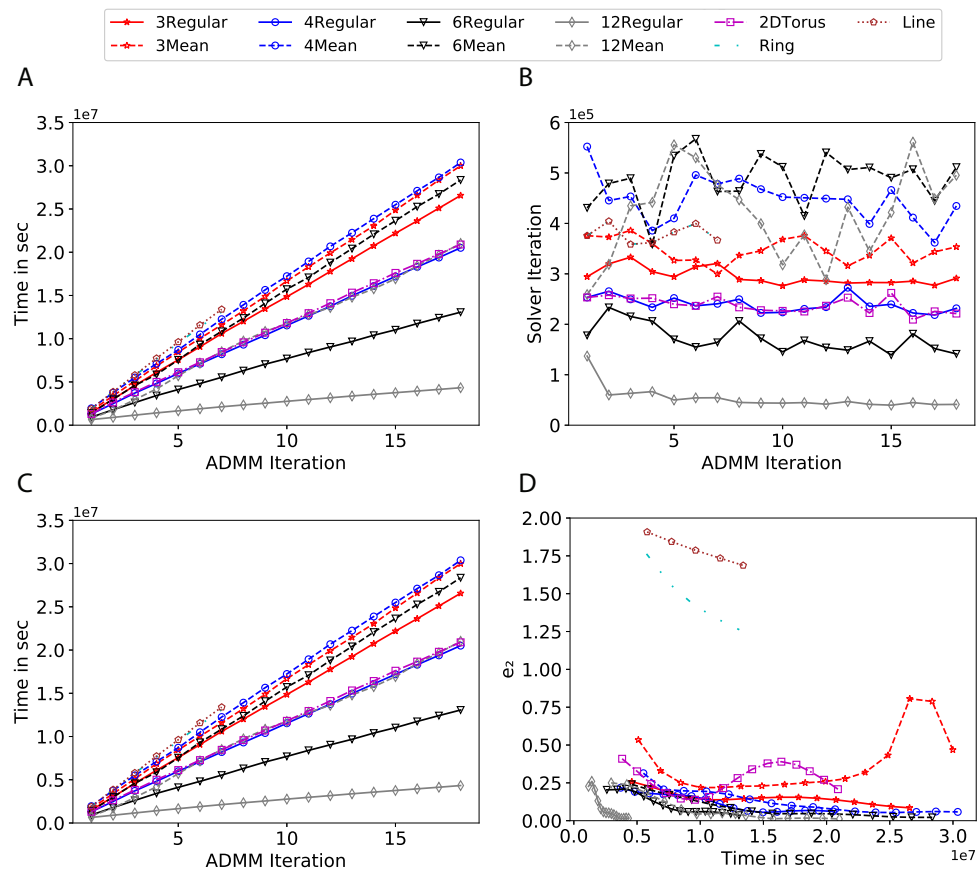 3Regular 4Regular 6Regular 12Regular 2DTorus Line
3Mean 4Mean 6Mean 12Mean Ring
A
1e7
3.5
3.0
2.5
2.0
1.5
1.0
0.5
0.0
Time in sec
5 10 15
ADMM Iteration
B
1e5
6
5
4
3
2
1
0
Solver Iteration
5 10 15
ADMM Iteration
C
1e7
3.5
3.0
2.5
2.0
1.5
1.0
0.5
0.0
Time in sec
5 10 15
ADMM Iteration
D
2.00
1.75
1.50
1.25
1.00
0.75
0.50
0.25
0.00
e₂
0.0 0.5 1.0 1.5 2.0 2.5 3.0
1e7
Time in sec